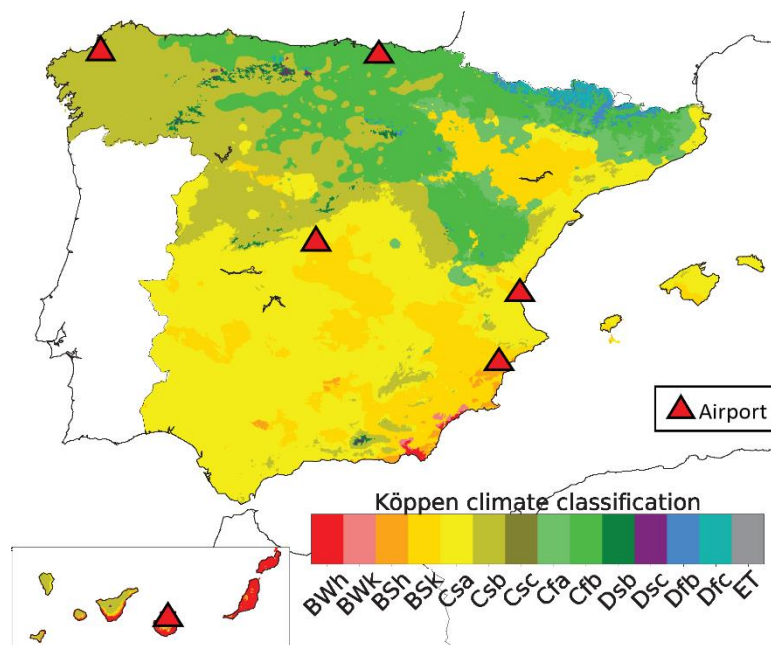 Airport
Köppen climate classification
BWh BWk BSh BSk Csa Csb Csc Cfa Cfb Dsb Dsc Dfb Dfc ET